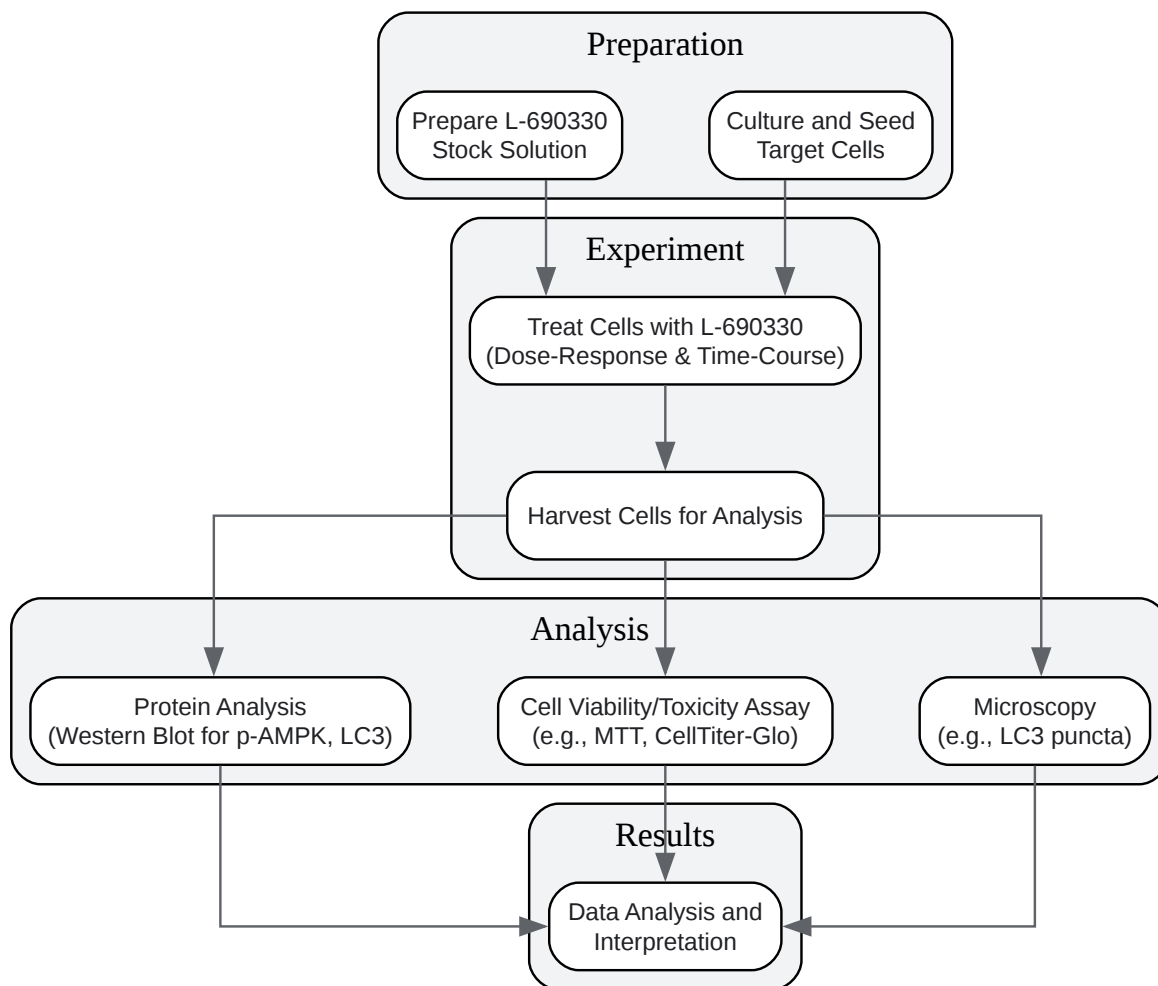 Preparation
Prepare L-690330
Stock Solution
Culture and Seed
Target Cells
Experiment
Treat Cells with L-690330
(Dose-Response & Time-Course)
Harvest Cells for Analysis
Analysis
Protein Analysis
(Western Blot for p-AMPK, LC3)
Cell Viability/Toxicity Assay
(e.g., MTT, CellTiter-Glo)
Microscopy
(e.g., LC3 puncta)
Results
Data Analysis and
Interpretation